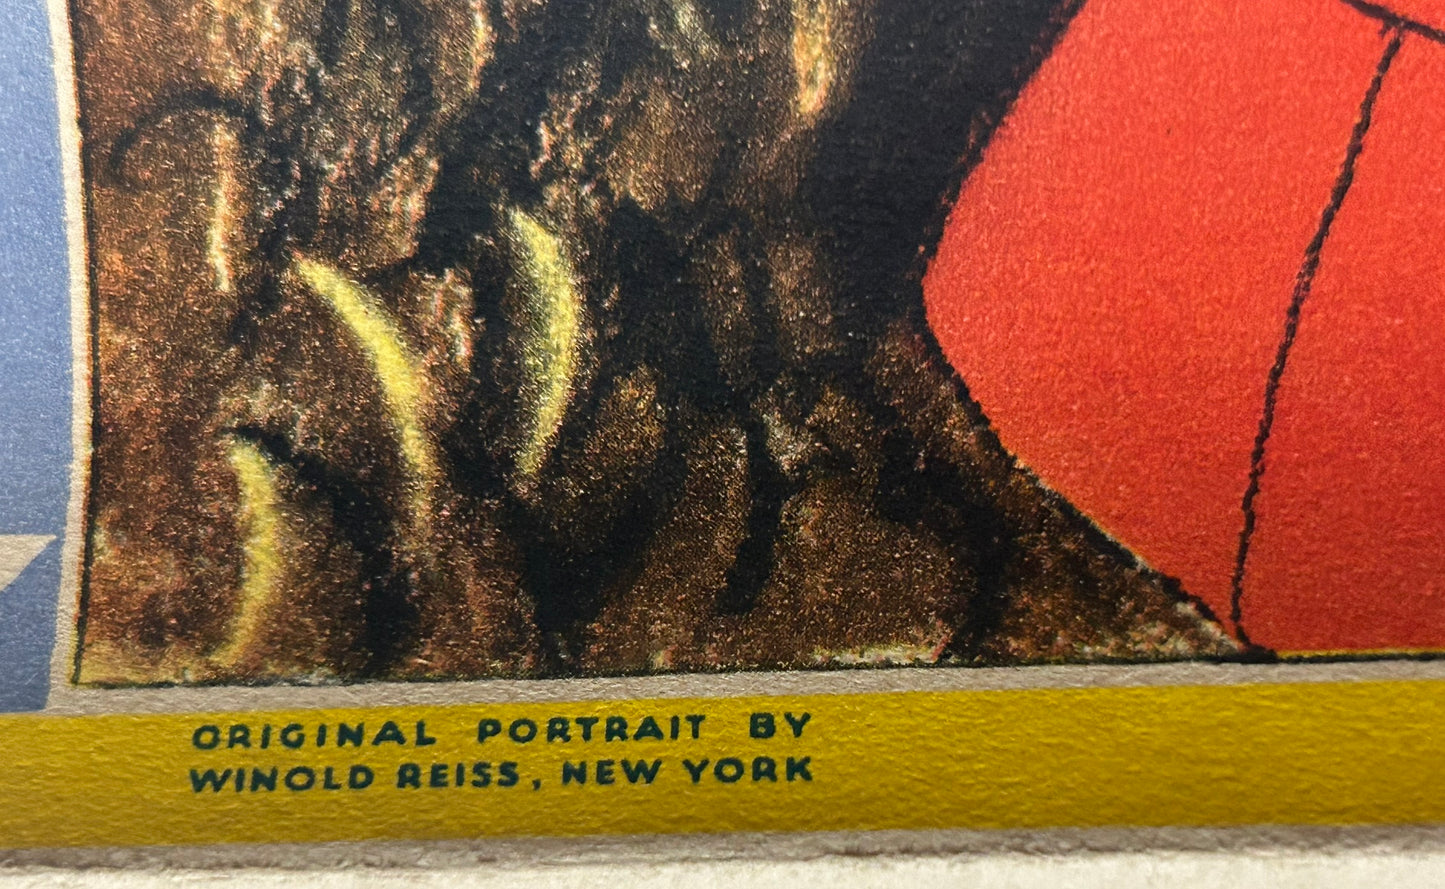 ORIGINAL PORTRAIT BY
WINOLD REISS, NEW YORK